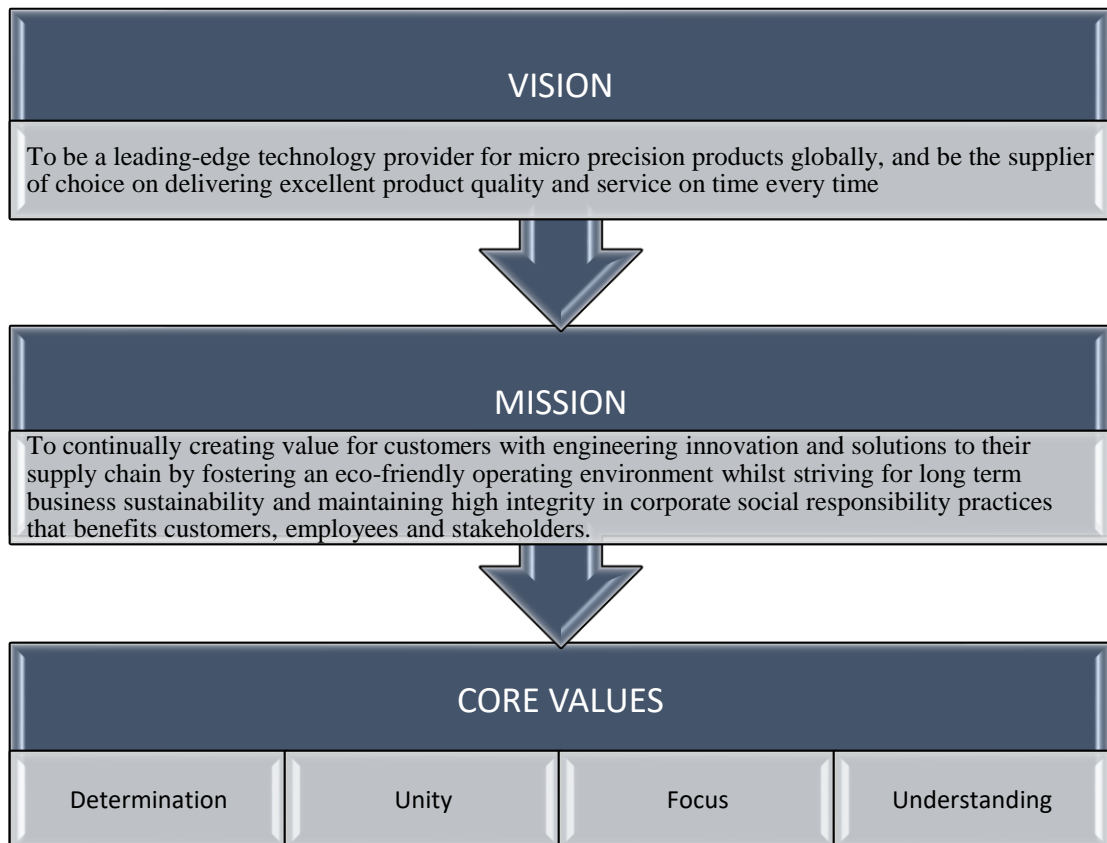 VISION
To be a leading-edge technology provider for micro precision products globally, and be the supplier
of choice on delivering excellent product quality and service on time every time
MISSION
To continually creating value for customers with engineering innovation and solutions to their
supply chain by fostering an eco-friendly operating environment whilst striving for long term
business sustainability and maintaining high integrity in corporate social responsibility practices
that benefits customers, employees and stakeholders.
CORE VALUES
Determination
Unity
Focus
Understanding